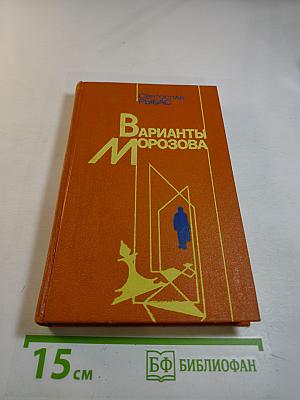 Святослав
РЫБАС
ВАРИАНТЫ
МОРОЗОВА
15 см
БФ БИБЛИОФАН